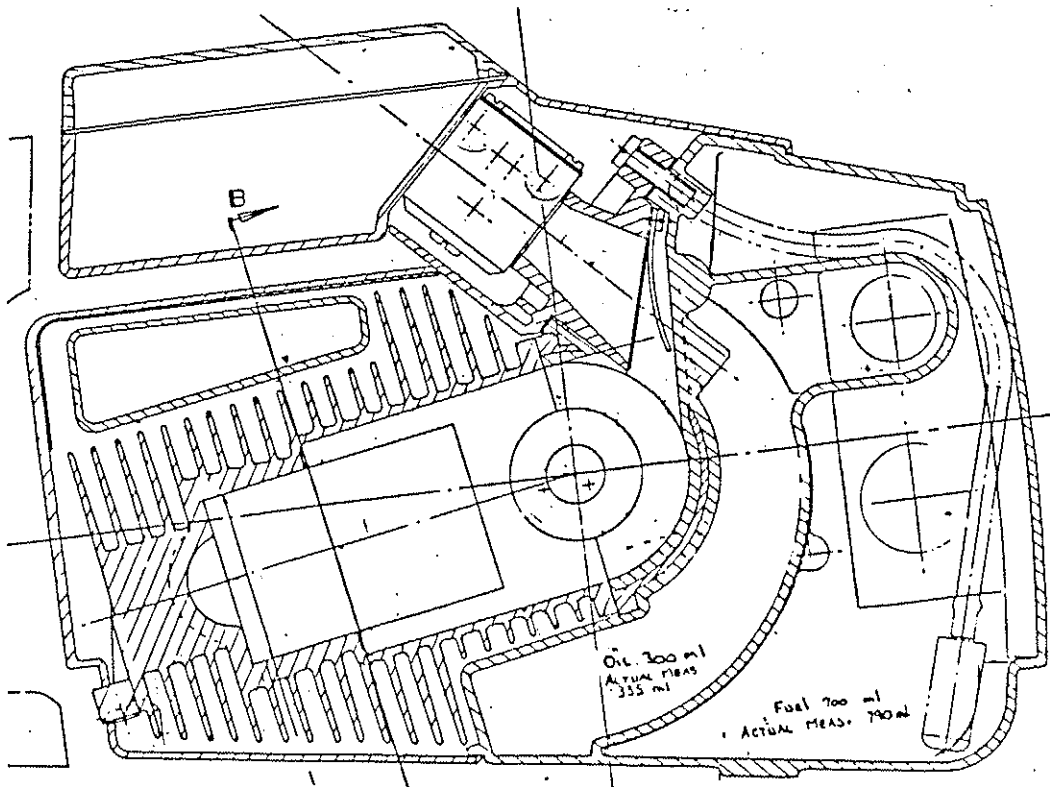 B
OIL. 300 ml
ACTUAL MEAS
335 ml
Fuel 700 ml
ACTUAL MEAS. 790 ml